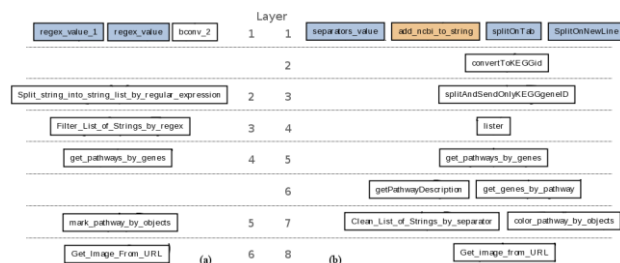 Layer
regex_value_1 regex_value bconv_2 1 1 separators_value add_ncbi_to_string splitOnTab SplitOnNewLine
2 convertToKEGGid
Split_string_into_string_list_by_regular_expression 2 3 splitAndSendOnlyKEGGgeneID
Filter_List_of_Strings_by_regex 3 4 lister
get_pathways_by_genes 4 5 get_pathways_by_genes
6 getPathwayDescription get_genes_by_pathway
mark_pathway_by_objects 5 7 Clean_List_of_Strings_by_separator color_pathway_by_objects
Get_Image_From_URL (a) 6 8 (b) Get_image_from_URL